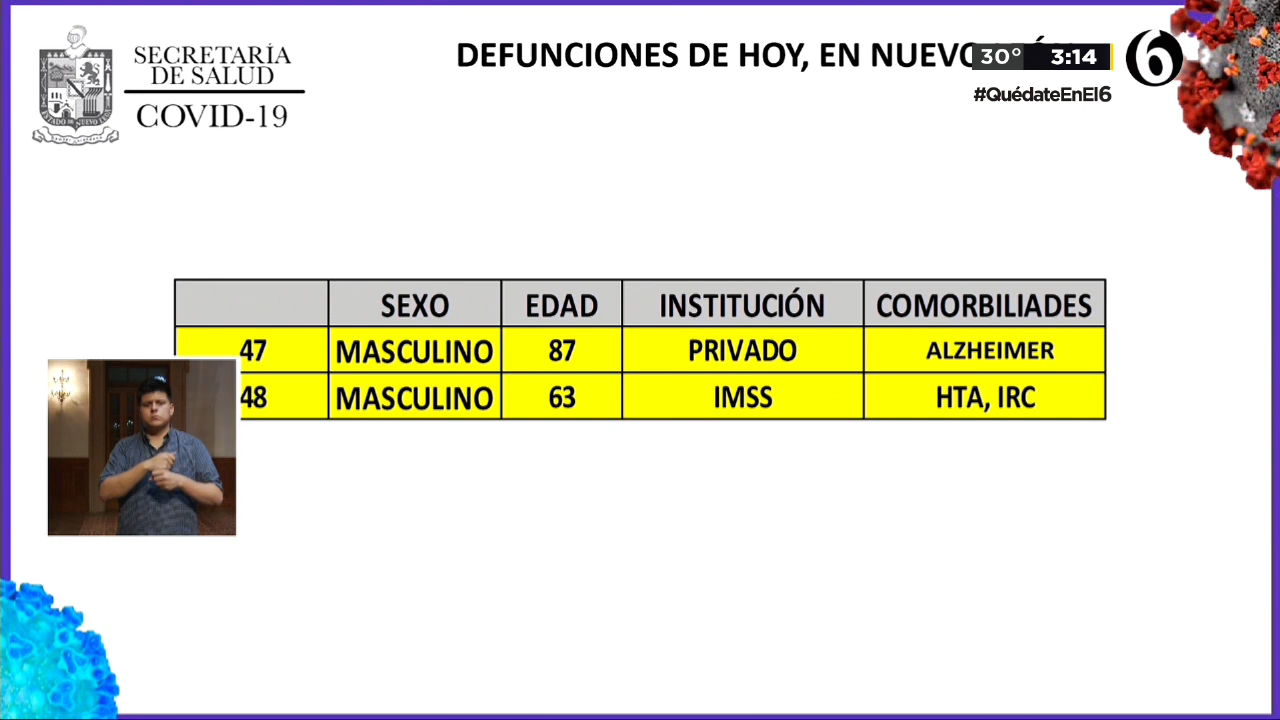 SECRETARÍA
DE SALUD
COVID-19
DEFUNCIONES DE HOY, EN NUEVO
30° 3:14
6
#QuédateEnEl6
SEXO EDAD INSTITUCIÓN COMORBILIADES
47 MASCULINO 87 PRIVADO ALZHEIMER
48 MASCULINO 63 IMSS HTA, IRC